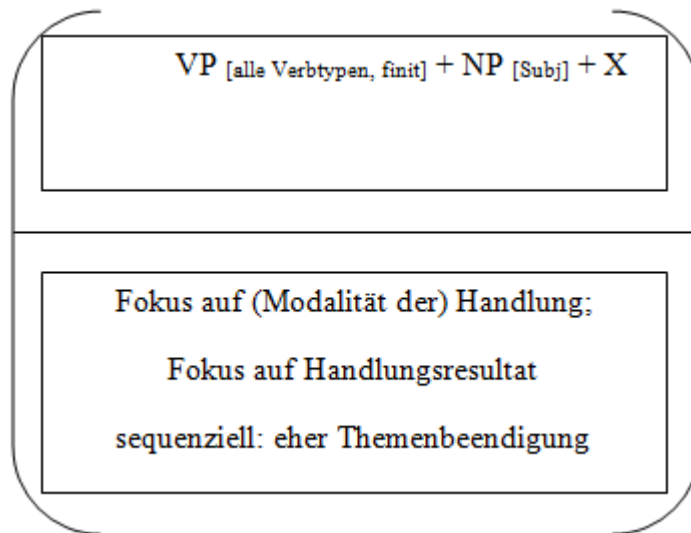 VP [alle Verbtypen, finit] + NP [Subj] + X
Fokus auf (Modalität der) Handlung;
Fokus auf Handlungsresultat
sequenziell: eher Themenbeendigung